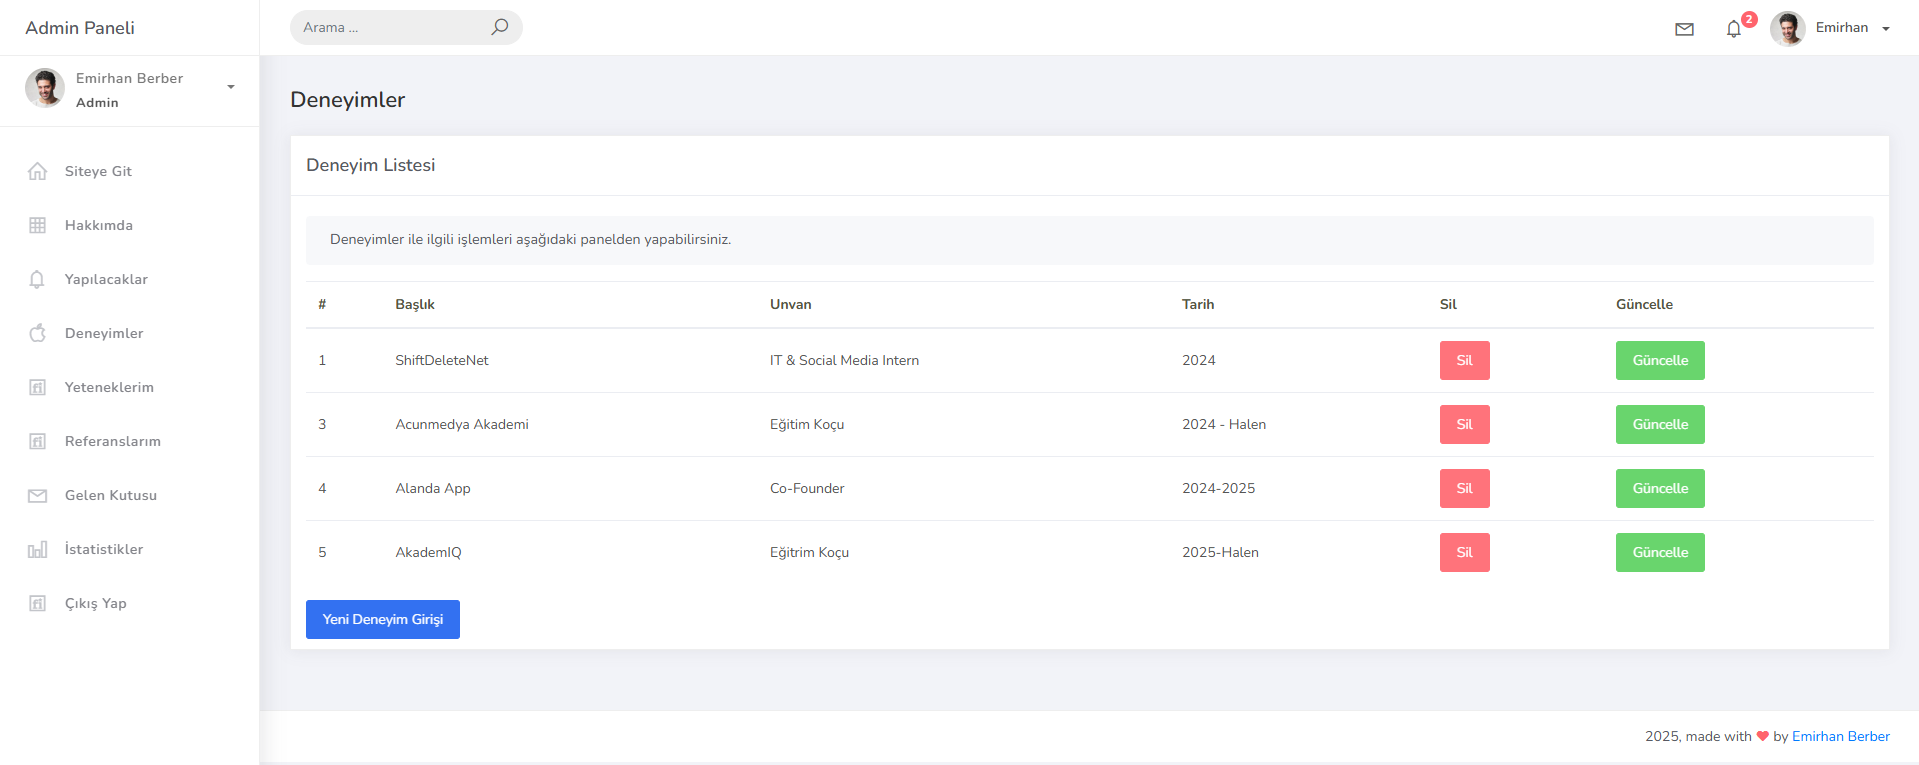 Admin Paneli
Arama ...
2
Emirhan
Emirhan Berber
Admin
Siteye Git
Hakkımda
Yapılacaklar
Deneyimler
Yeteneklerim
Referanslarım
Gelen Kutusu
İstatistikler
Çıkış Yap
Deneyimler
Deneyim Listesi
Deneyimler ile ilgili işlemleri aşağıdaki panelden yapabilirsiniz.
# Başlık Unvan Tarih Sil Güncelle
1 ShiftDeleteNet IT & Social Media Intern 2024 Sil Güncelle
3 Acunmedya Akademi Eğitim Koçu 2024 - Halen Sil Güncelle
4 Alanda App Co-Founder 2024-2025 Sil Güncelle
5 AkademIQ Eğitrim Koçu 2025-Halen Sil Güncelle
Yeni Deneyim Girişi
2025, made with ❤ by Emirhan Berber